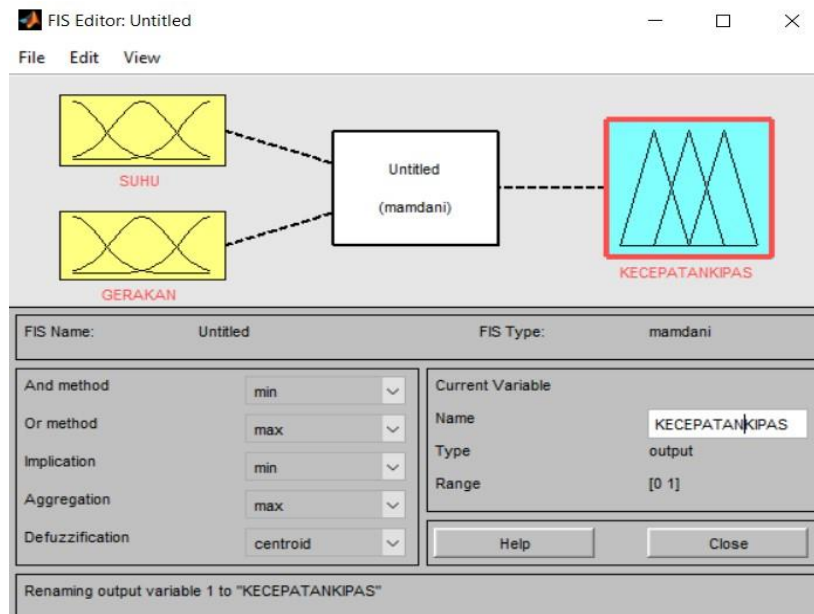 FIS Editor: Untitled
File Edit View
SUHU
GERAKAN
Untitled
(mamdani)
KECEPATANKIPAS
FIS Name: Untitled FIS Type: mamdani
And method min
Or method max
Implication min
Aggregation max
Defuzzification centroid
Current Variable
Name KECEPATANKIPAS
Type output
Range [0 1]
Help Close
Renaming output variable 1 to "KECEPATANKIPAS"